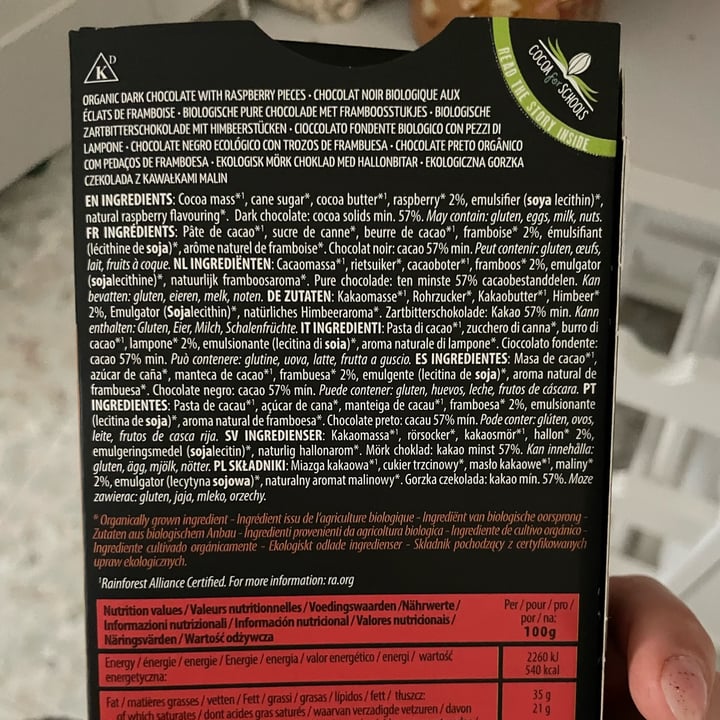 K D
COCOA for SCHOOLS
READ THE STORY INSIDE
ORGANIC DARK CHOCOLATE WITH RASPBERRY PIECES · CHOCOLAT NOIR BIOLOGIQUE AUX
ÉCLATS DE FRAMBOISE · BIOLOGISCHE PURE CHOCOLADE MET FRAMBOOSSTUKJES · BIOLOGISCHE
ZARTBITTERSCHOKOLADE MIT HIMBEERSTÜCKEN · CIOCCOLATO FONDENTE BIOLOGICO CON PEZZI DI
LAMPONE · CHOCOLATE NEGRO ECOLÓGICO CON TROZOS DE FRAMBUESA · CHOCOLATE PRETO ORGÂNICO
COM PEDAÇOS DE FRAMBOESA · EKOLOGISK MÖRK CHOKLAD MED HALLONBITAR · EKOLOGICZNA GORZKA
CZEKOLADA Z KAWAŁKAMI MALIN
EN INGREDIENTS: Cocoa mass*¹, cane sugar*, cocoa butter*¹, raspberry* 2%, emulsifier (soya lecithin)*,
natural raspberry flavouring*. Dark chocolate: cocoa solids min. 57%. May contain: gluten, eggs, milk, nuts.
FR INGRÉDIENTS: Pâte de cacao*¹, sucre de canne*, beurre de cacao*¹, framboise* 2%, émulsifiant
(lécithine de soja)*, arôme naturel de framboise*. Chocolat noir: cacao 57% min. Peut contenir: gluten, œufs,
lait, fruits à coque. NL INGREDIËNTEN: Cacaomassa*¹, rietsuiker*, cacaoboter*¹, framboos* 2%, emulgator
(sojalecithine)*, natuurlijk framboosaroma*. Pure chocolade: ten minste 57% cacaobestanddelen. Kan
bevatten: gluten, eieren, melk, noten. DE ZUTATEN: Kakaomasse*¹, Rohrzucker*, Kakaobutter*¹, Himbeer*
2%, Emulgator (Sojalecithin)*, natürliches Himbeeraroma*. Zartbitterschokolade: Kakao 57% min. Kann
enthalten: Gluten, Eier, Milch, Schalenfrüchte. IT INGREDIENTI: Pasta di cacao*¹, zucchero di canna*, burro di
cacao*¹, lampone* 2%, emulsionante (lecitina di soia)*, aroma naturale di lampone*. Cioccolato fondente:
cacao 57% min. Può contenere: glutine, uova, latte, frutta a guscio. ES INGREDIENTES: Masa de cacao*¹,
azúcar de caña*, manteca de cacao*¹, frambuesa* 2%, emulgente (lecitina de soja)*, aroma natural de
frambuesa*. Chocolate negro: cacao 57% min. Puede contener: gluten, huevos, leche, frutos de cáscara. PT
INGREDIENTES: Pasta de cacau*¹, açúcar de cana*, manteiga de cacau*¹, framboesa* 2%, emulsionante
(lecitina de soja)*, aroma natural de framboesa*. Chocolate preto: cacau 57% min. Pode conter: glúten, ovos,
leite, frutos de casca rija. SV INGREDIENSER: Kakaomassa*¹, rörsocker*, kakaosmör*¹, hallon* 2%,
emulgeringsmedel (sojalecitin)*, naturlig hallonarom*. Mörk choklad: kakao minst 57%. Kan innehålla:
gluten, ägg, mjölk, nötter. PL SKŁADNIKI: Miazga kakaowa*¹, cukier trzcinowy*, masło kakaowe*¹, maliny*
2%, emulgator (lecytyna sojowa)*, naturalny aromat malinowy*. Gorzka czekolada: kakao min. 57%. Może
zawierac: gluten, jaja, mleko, orzechy.
* Organically grown ingredient - Ingrédient issu de l'agriculture biologique - Ingrediënt van biologische oorsprong -
Zutaten aus biologischem Anbau - Ingredienti provenienti da agricoltura biologica - Ingrediente de cultivo orgánico -
Ingrediente cultivado orgánicamente - Ekologiskt odlade ingredienser - Składnik pochodzący z certyfikowanych
upraw ekologicznych.
¹Rainforest Alliance Certified. For more information: ra.org
Nutrition values / Valeurs nutritionnelles / Voedingswaarden /Nährwerte /
Informazioni nutrizionali / Información nutricional / Valores nutricionais /
Näringsvärden / Wartość odżywcza
Per / pour / pro /
por / na:
100g
Energy / énergie / energie / Energie / energia / valor energético / energi / wartość
energetyczna:
2260 kJ
540 kcal
Fat / matières grasses / vetten / Fett / grassi / grasas / lípidos / fett / tłuszcz:
35 g
of which saturates / dont acides gras saturés / waarvan verzadigde vetzuren / davon
21 g